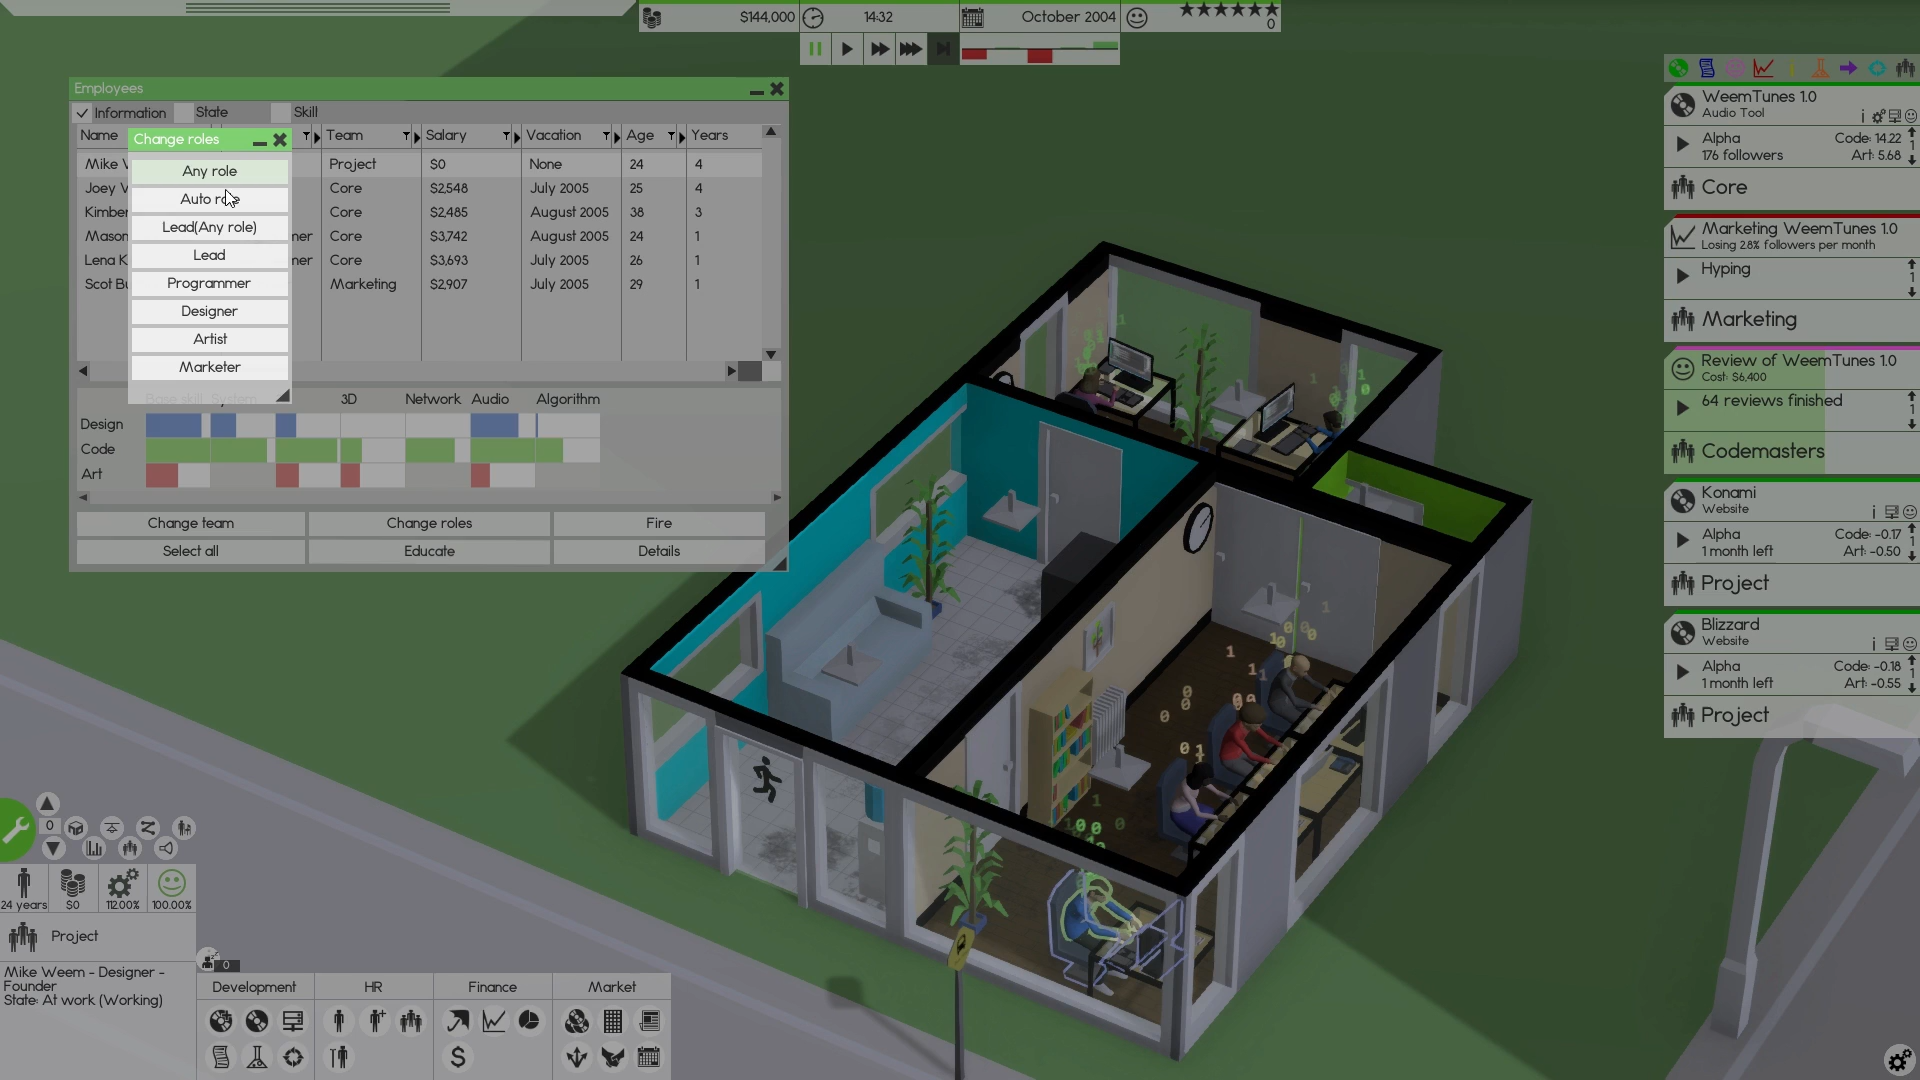 $144,000
14:32
October 2004
★★★★★★
0
Employees
Information
State
Skill
Name
Team
Salary
Vacation
Age
Years
Mike
Project
$0
None
24
4
Joey
Core
$2,548
July 2005
25
4
Core
$2,485
August 2005
38
3
Mason
Core
$3,742
August 2005
24
1
Lena K
Core
$3,693
July 2005
26
1
Scot Bu
Marketing
$2,907
July 2005
29
1
Change roles
Any role
Auto role
Lead(Any role)
Lead
Programmer
Designer
Artist
Marketer
Base skill
System
3D
Network
Audio
Algorithm
Design
Code
Art
Change team
Change roles
Fire
Select all
Educate
Details
WeemTunes 1.0
Audio Tool
Alpha
Code: 14.22
176 followers
Art: 5.68
1
Core
Marketing WeemTunes 1.0
Losing 2.8% followers per month
Hyping
1
Marketing
Review of WeemTunes 1.0
Cost: $6,400
64 reviews finished
1
Codemasters
Konami
Website
Alpha
Code: -0.17
1 month left
Art: -0.50
1
Project
Blizzard
Website
Alpha
Code: -0.18
1 month left
Art: -0.55
1
Project
0
24 years
$0
112.00%
100.00%
Project
Mike Weem - Designer -
Founder
State: At work (Working)
0
Development
HR
Finance
Market